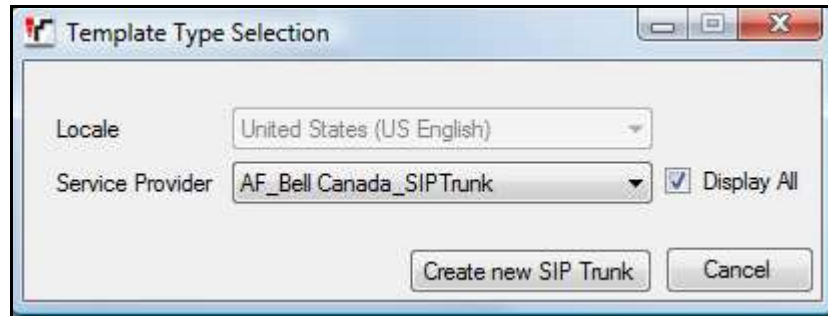 Template Type Selection
Locale United States (US English)
Service Provider AF_Bell Canada_SIPTrunk Display All
Create new SIP Trunk Cancel